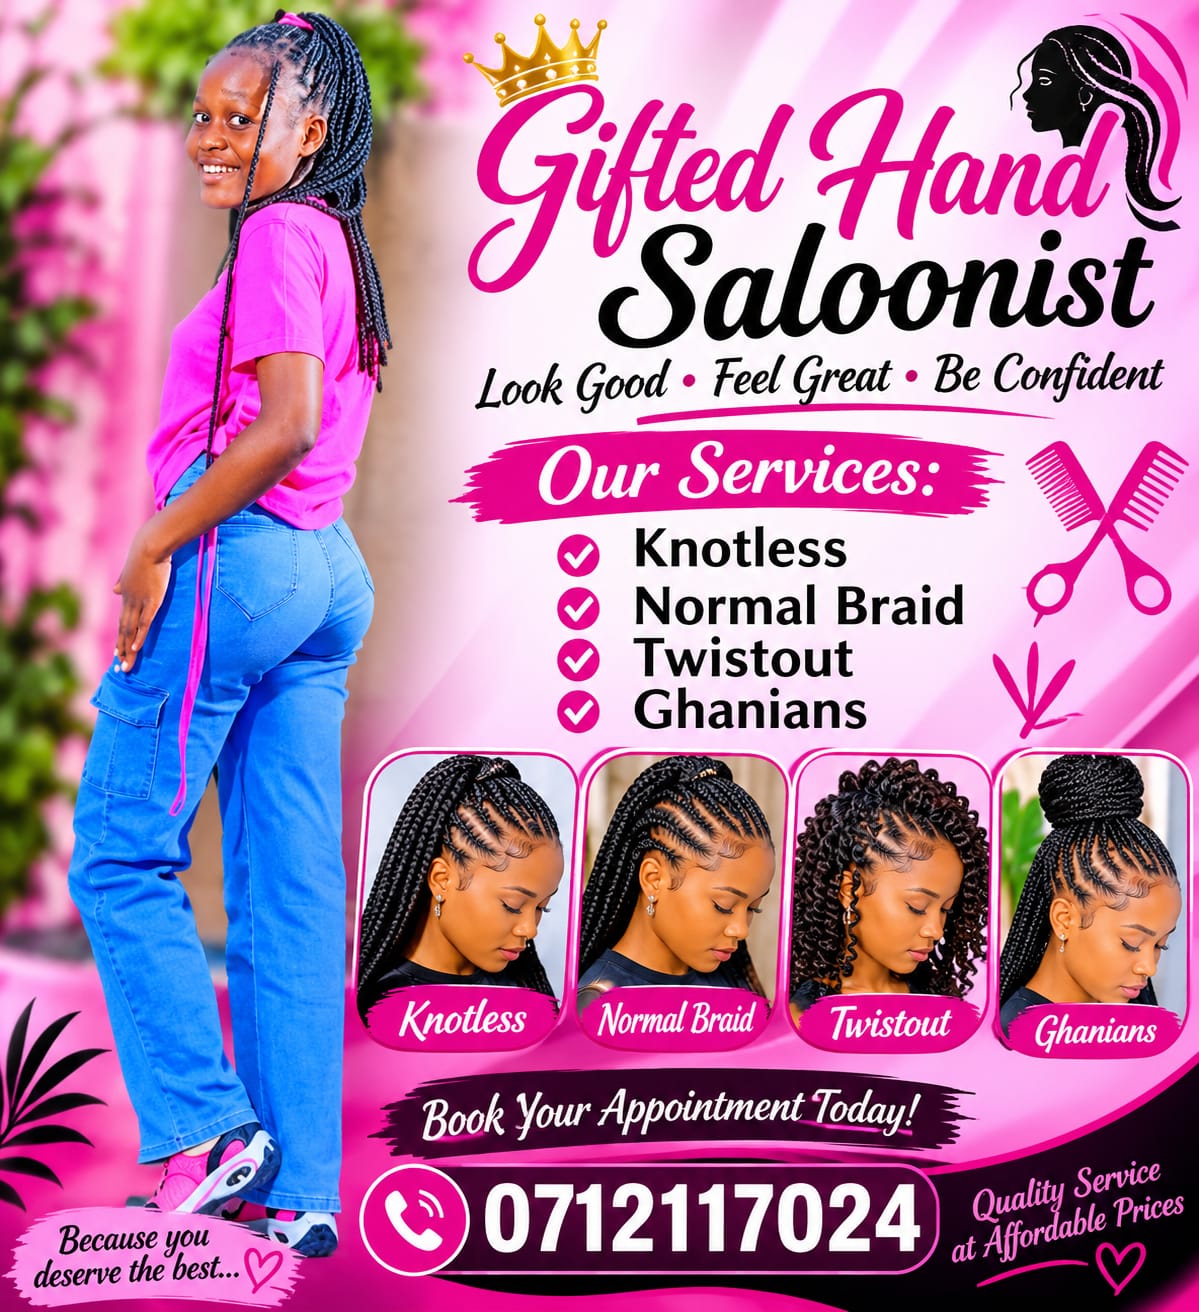 Gifted Hand
Saloonist
Look Good • Feel Great • Be Confident
Our Services:
Knotless
Normal Braid
Twistout
Ghanians
Knotless
Normal Braid
Twistout
Ghanians
Book Your Appointment Today!
0712117024
Quality Service
at Affordable Prices
Because you
deserve the best...